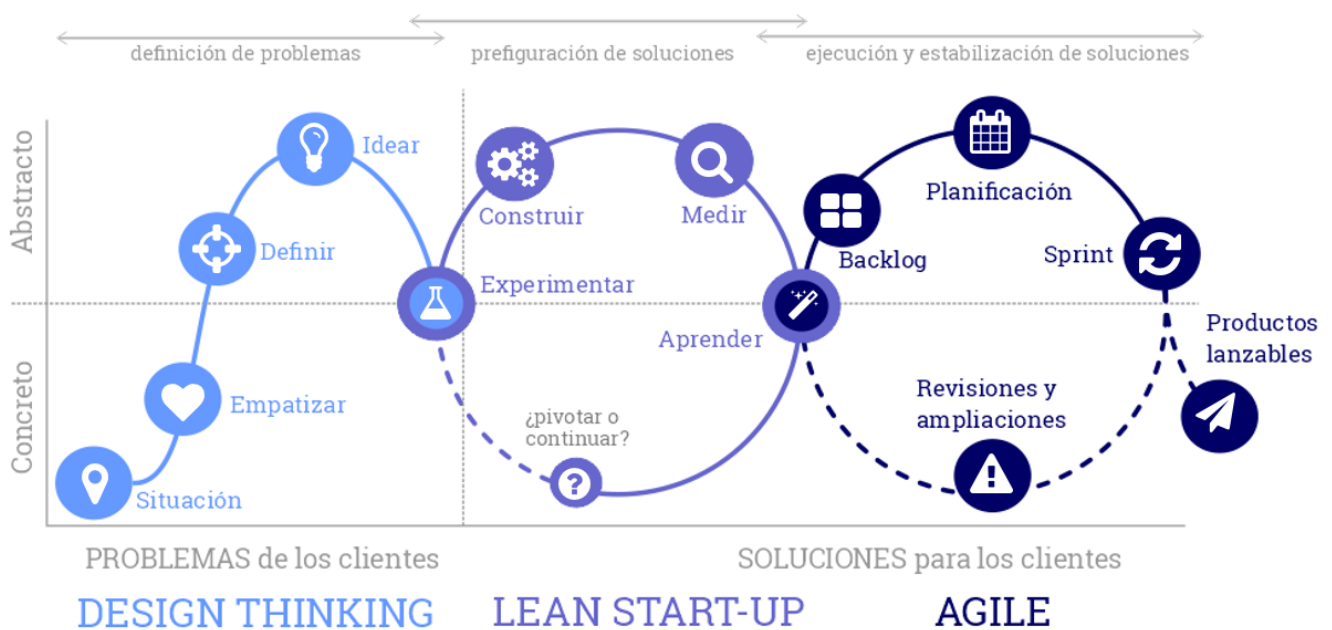 definición de problemas
prefiguración de soluciones
ejecución y estabilización de soluciones
Abstracto
Concreto
Idear
Definir
Empatizar
Situación
Construir
Medir
Experimentar
Aprender
¿pivotar o
continuar?
?
Planificación
Backlog
Sprint
Productos
lanzables
Revisiones y
ampliaciones
PROBLEMAS de los clientes
SOLUCIONES para los clientes
DESIGN THINKING
LEAN START-UP
AGILE